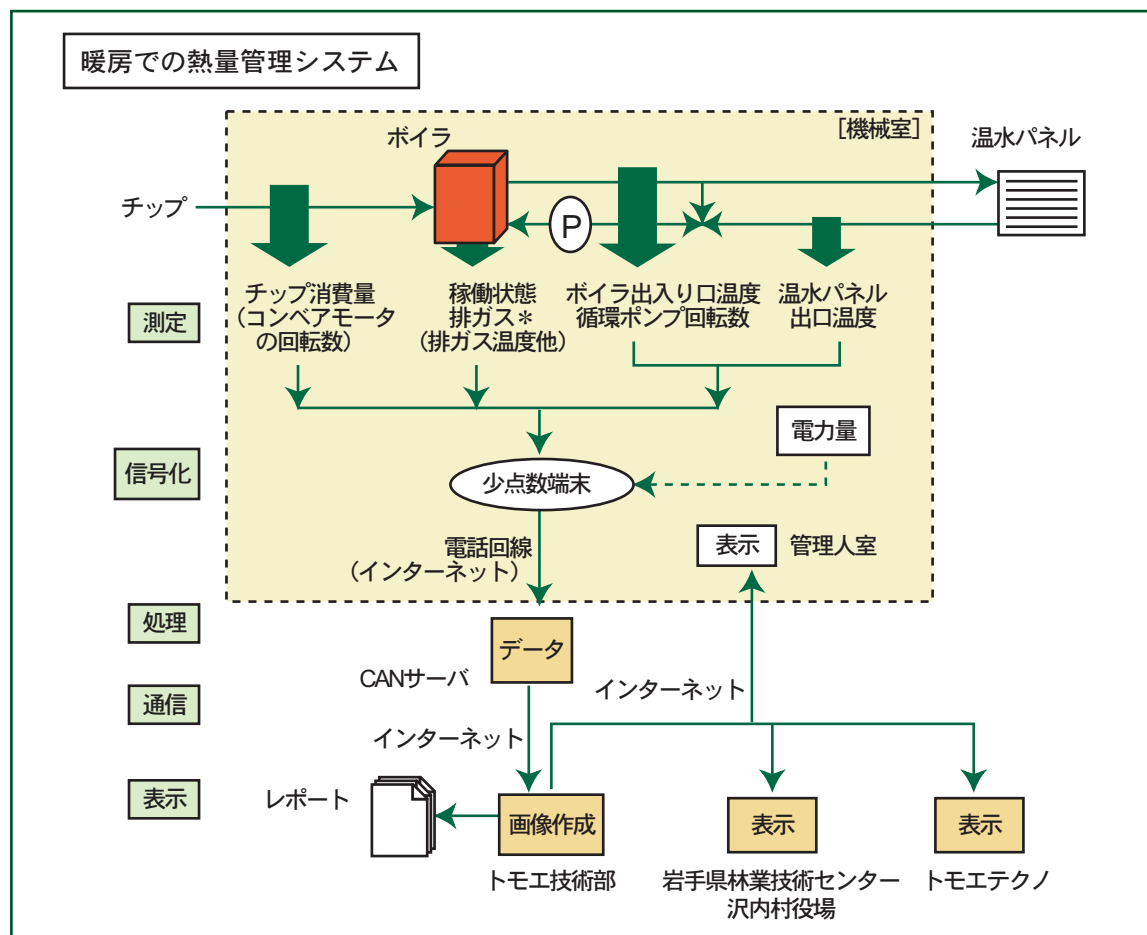 暖房での熱量管理システム
[機械室]
ボイラ
温水パネル
チップ
P
測定
チップ消費量
(コンベアモータ
の回転数)
稼働状態
排ガス*
(排ガス温度他)
ボイラ出入り口温度
循環ポンプ回転数
温水パネル
出口温度
電力量
信号化
少点数端末
電話回線
(インターネット)
表示
管理人室
処理
データ
CANサーバ
インターネット
通信
インターネット
表示
レポート
画像作成
表示
表示
トモエ技術部
岩手県林業技術センター
沢内村役場
トモエテクノ